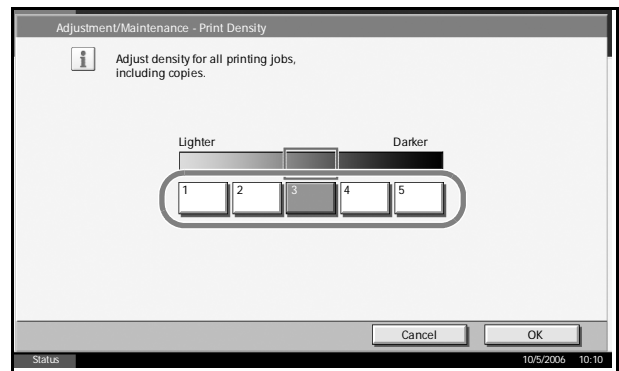 Adjustment/Maintenance - Print Density
i
Adjust density for all printing jobs,
including copies.
Lighter Darker
1 2 3 4 5
Cancel OK
Status 10/5/2006 10:10